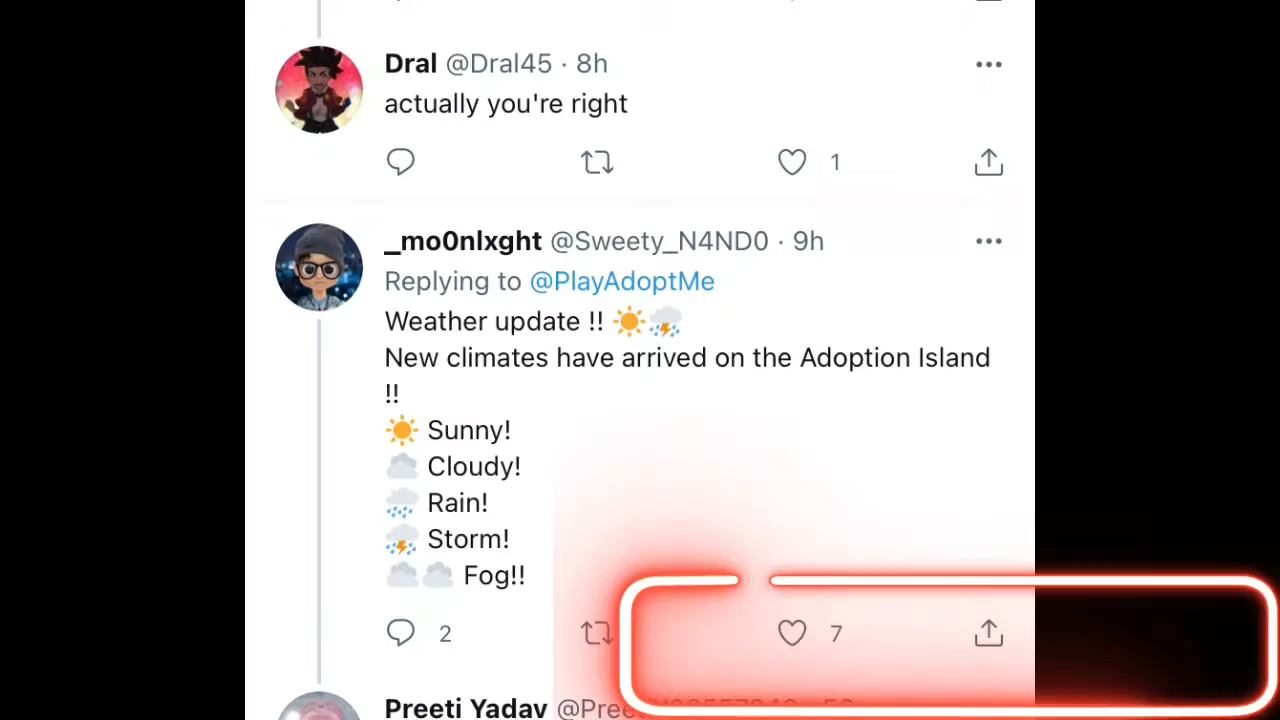 Dral @Dral45 · 8h
actually you're right
1
_mo0nlxght @Sweety_N4ND0 · 9h
Replying to @PlayAdoptMe
Weather update !! ☀️⛈️
New climates have arrived on the Adoption Island
!!
☀️ Sunny!
☁️ Cloudy!
🌧️ Rain!
⛈️ Storm!
☁️☁️ Fog!!
2 7
Preeti Yadav